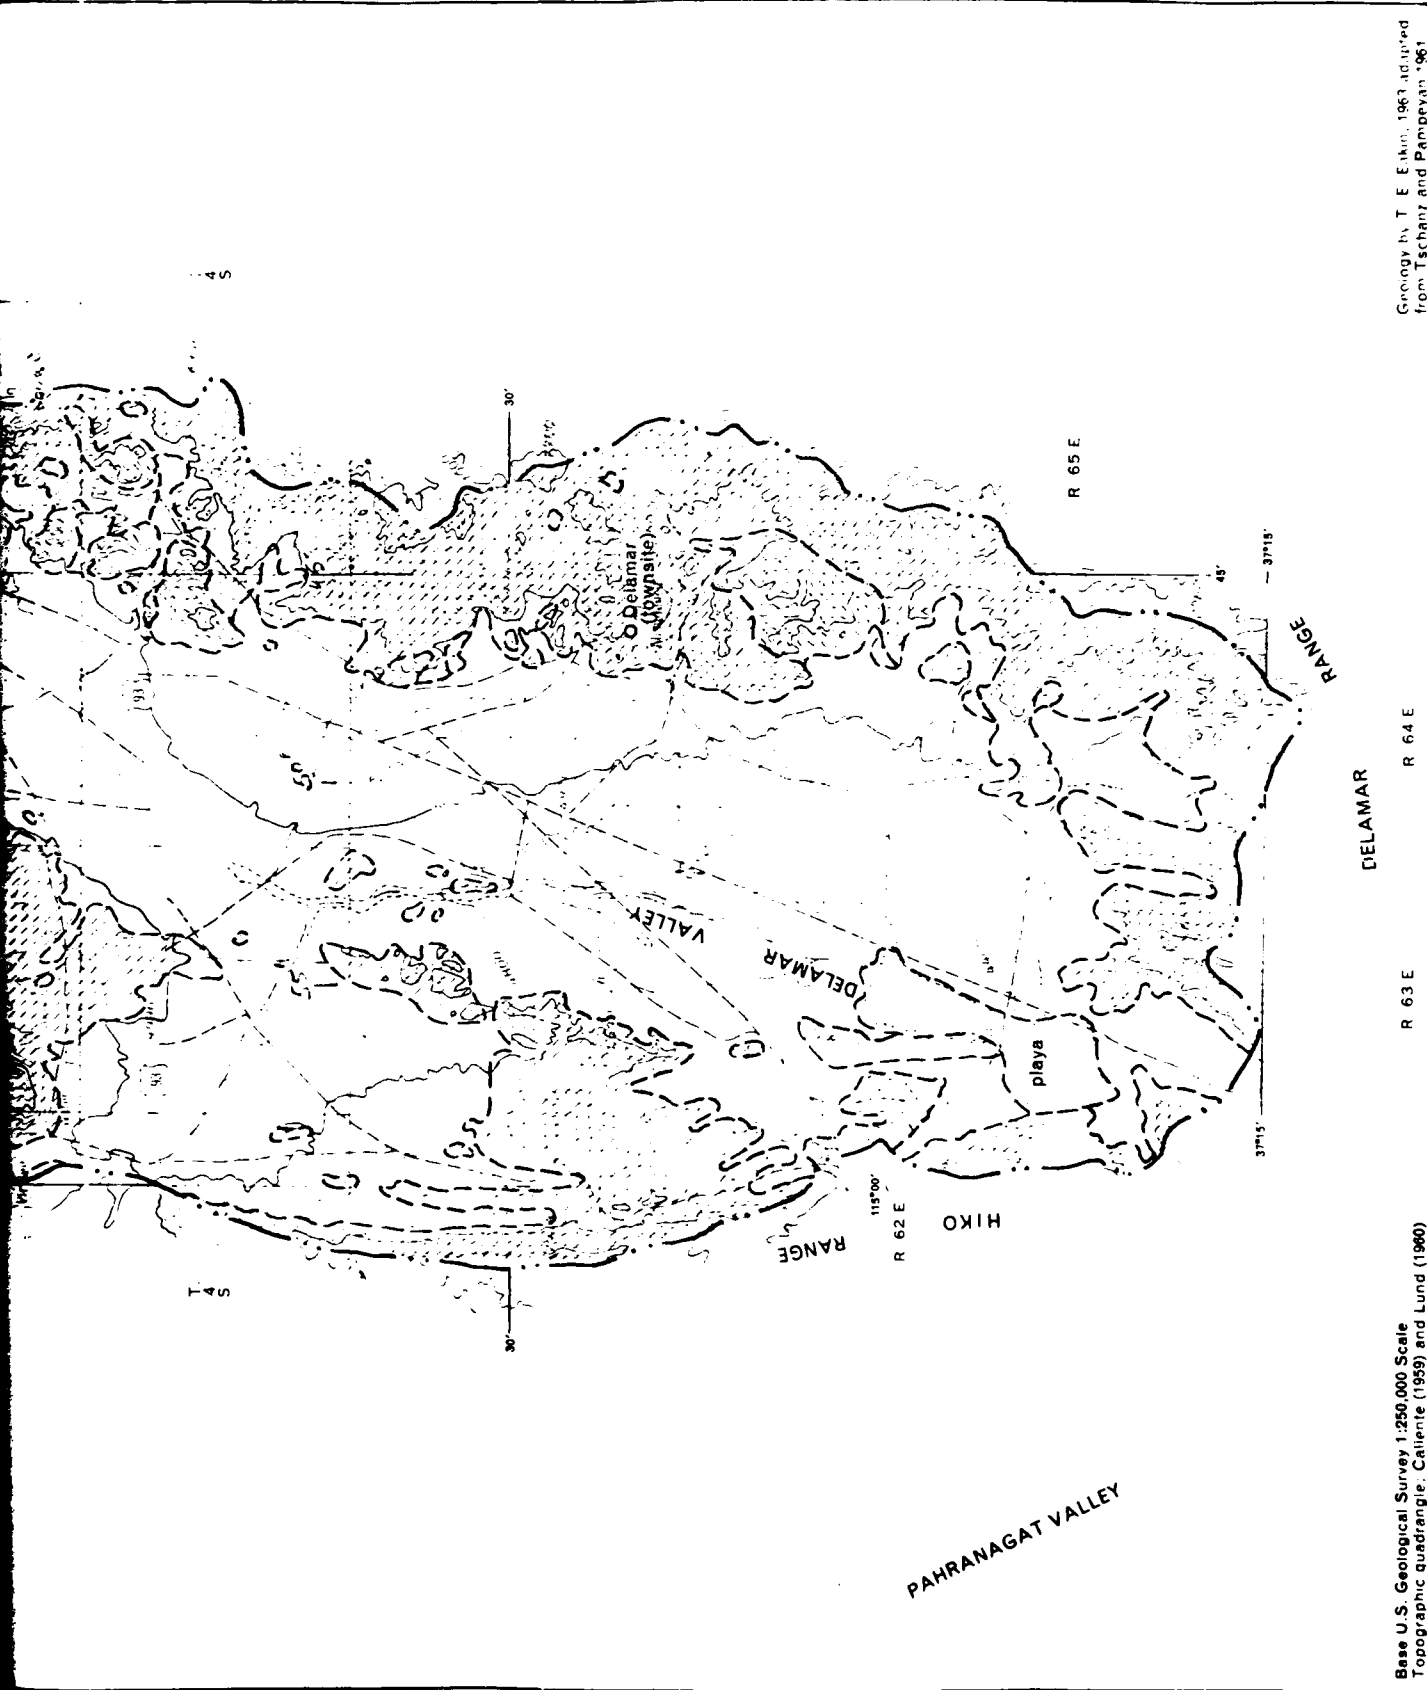 4
S
30'
R 65 E
Delamar
(townsite)
93
45'
37°15'
RANGE
R 64 E
DELAMAR
VALLEY
DELAMAR
R 63 E
playa
93
37°15'
115°00'
R 62 E
HIKO
RANGE
T.
4
S
30'
PAHRANAGAT VALLEY
Geology by T. E. Eakin, 1963 adapted
from Tschanz and Pampeyan 1961
Base U.S. Geological Survey 1:250,000 Scale
Topographic quadrangle; Caliente (1959) and Lund (1960)